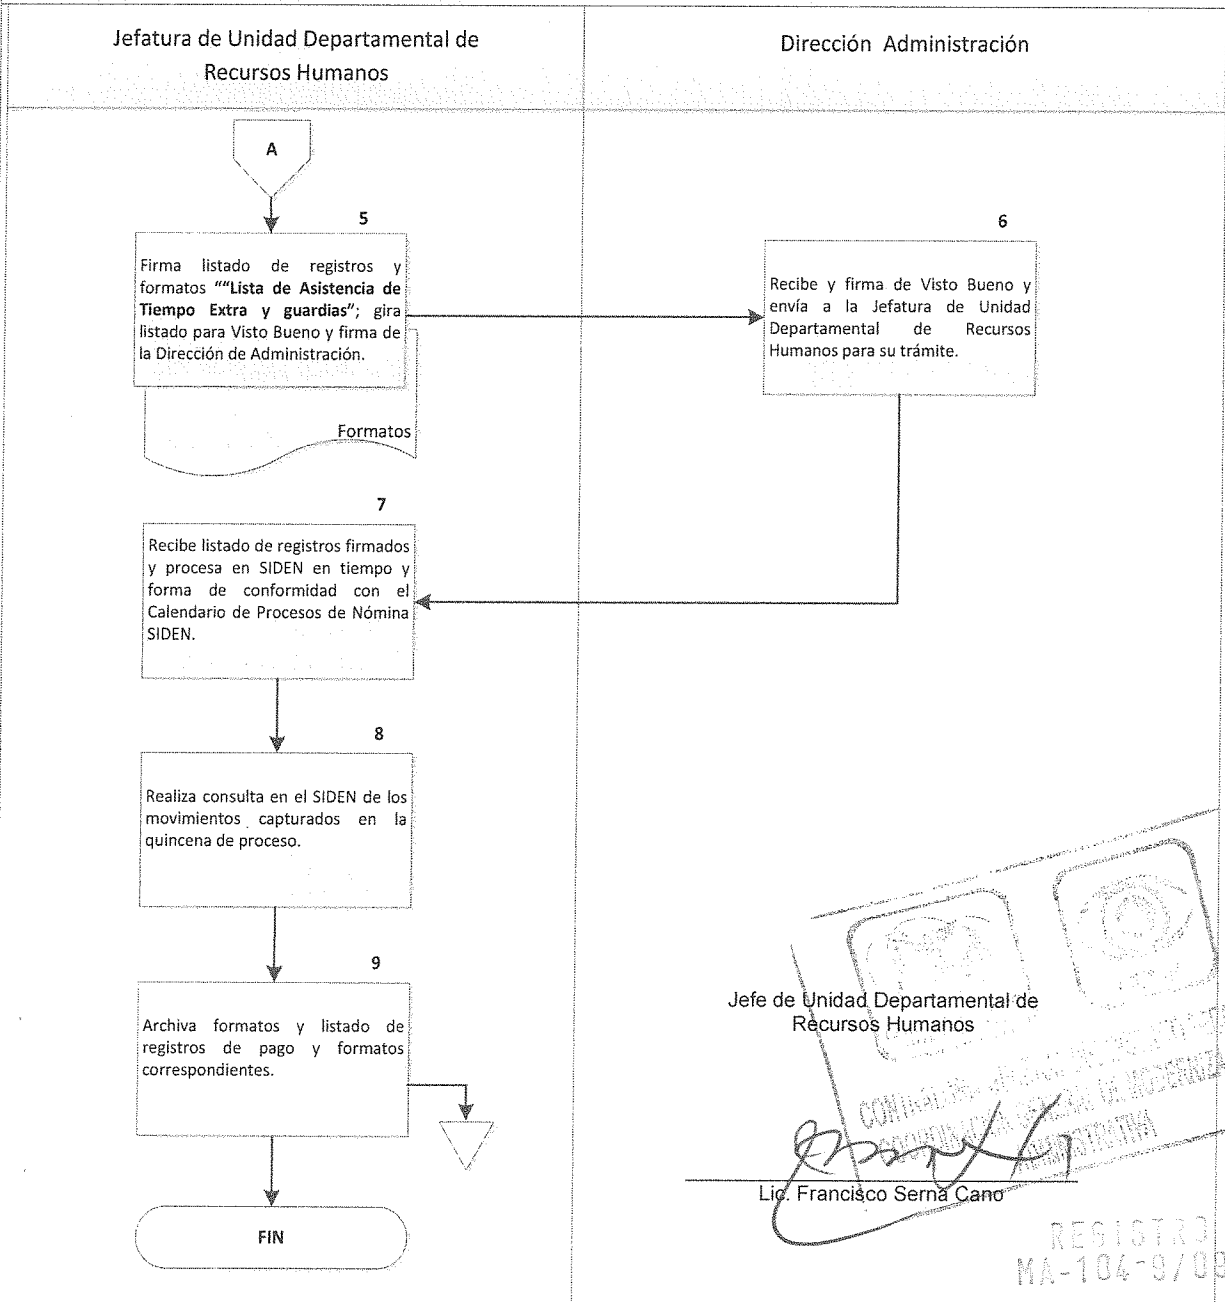 Jefatura de Unidad Departamental de
Recursos Humanos
Dirección Administración
A
5
Firma listado de registros y
formatos ““Lista de Asistencia de
Tiempo Extra y guardias”; gira
listado para Visto Bueno y firma de
la Dirección de Administración.
Formatos
6
Recibe y firma de Visto Bueno y
envía a la Jefatura de Unidad
Departamental de Recursos
Humanos para su trámite.
7
Recibe listado de registros firmados
y procesa en SIDEN en tiempo y
forma de conformidad con el
Calendario de Procesos de Nómina
SIDEN.
8
Realiza consulta en el SIDEN de los
movimientos capturados en la
quincena de proceso.
9
Archiva formatos y listado de
registros de pago y formatos
correspondientes.
FIN
Jefe de Unidad Departamental de
Recursos Humanos
GENERAL DE
ADMINISTRATIVA
Lic. Francisco Serna Cano
REGISTRO